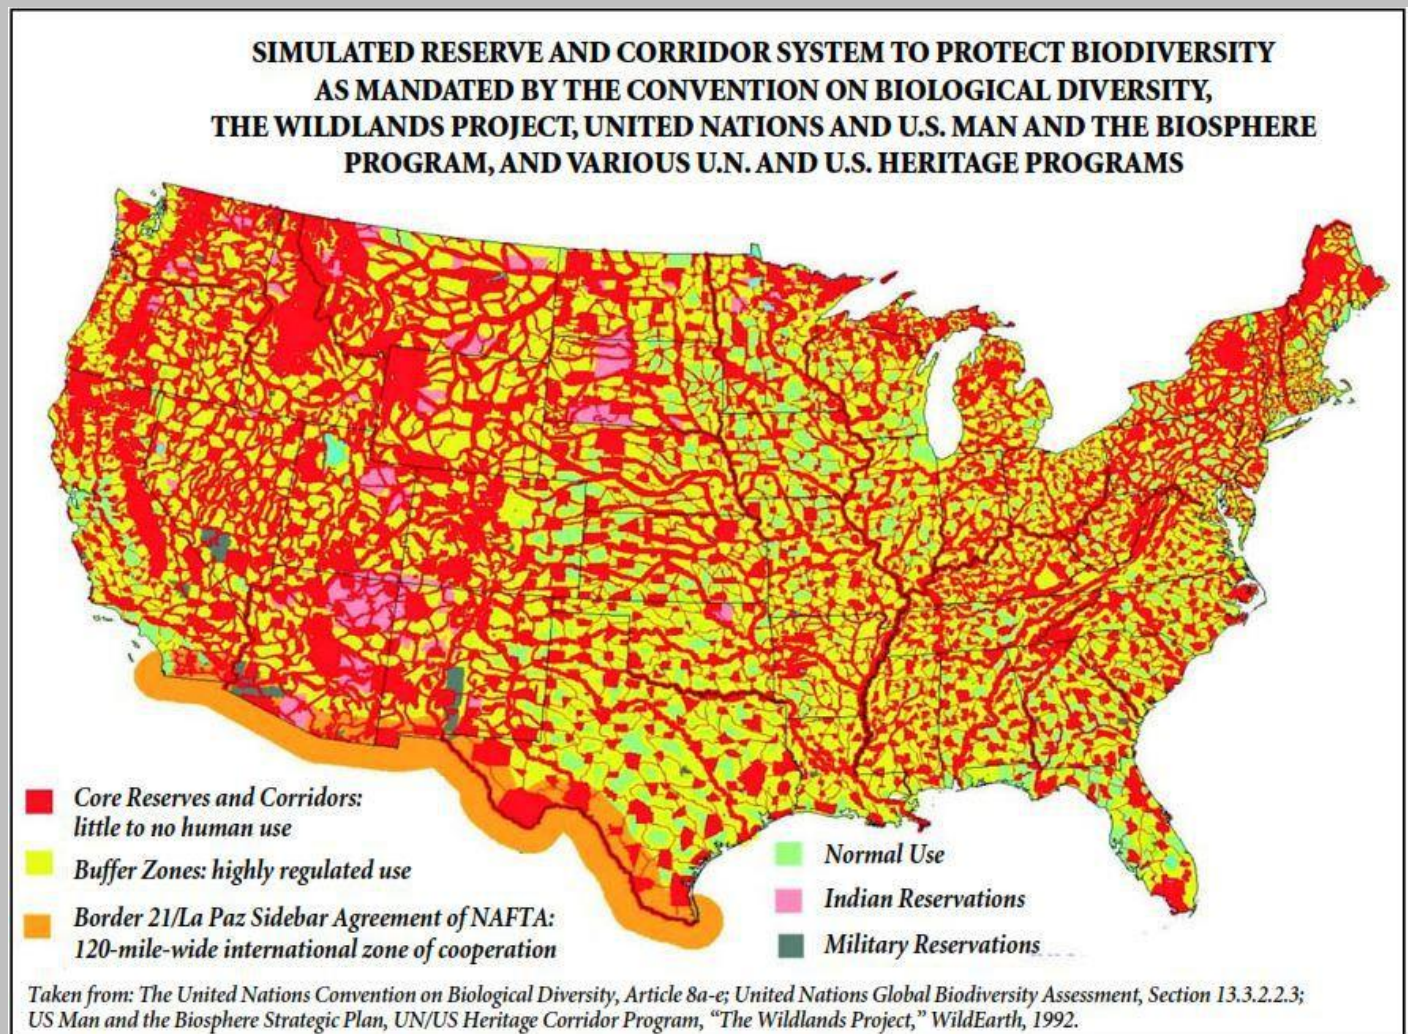 SIMULATED RESERVE AND CORRIDOR SYSTEM TO PROTECT BIODIVERSITY
AS MANDATED BY THE CONVENTION ON BIOLOGICAL DIVERSITY,
THE WILDLANDS PROJECT, UNITED NATIONS AND U.S. MAN AND THE BIOSPHERE
PROGRAM, AND VARIOUS U.N. AND U.S. HERITAGE PROGRAMS
Core Reserves and Corridors:
little to no human use
Buffer Zones: highly regulated use
Border 21/La Paz Sidebar Agreement of NAFTA:
120-mile-wide international zone of cooperation
Normal Use
Indian Reservations
Military Reservations
Taken from: The United Nations Convention on Biological Diversity, Article 8a-e; United Nations Global Biodiversity Assessment, Section 13.3.2.2.3;
US Man and the Biosphere Strategic Plan, UN/US Heritage Corridor Program, “The Wildlands Project,” WildEarth, 1992.